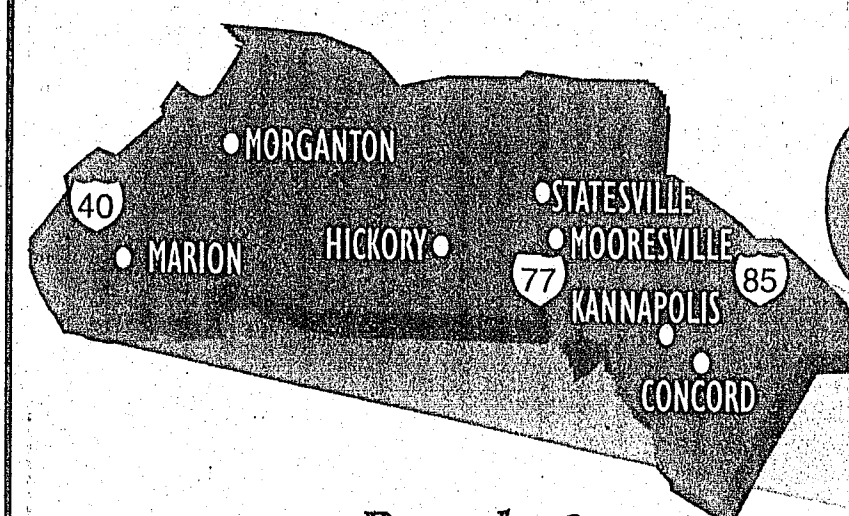 MORGANTON
STATESVILLE
40
HICKORY
MOORESVILLE
MARION
77
85
KANNAPOLIS
CONCORD